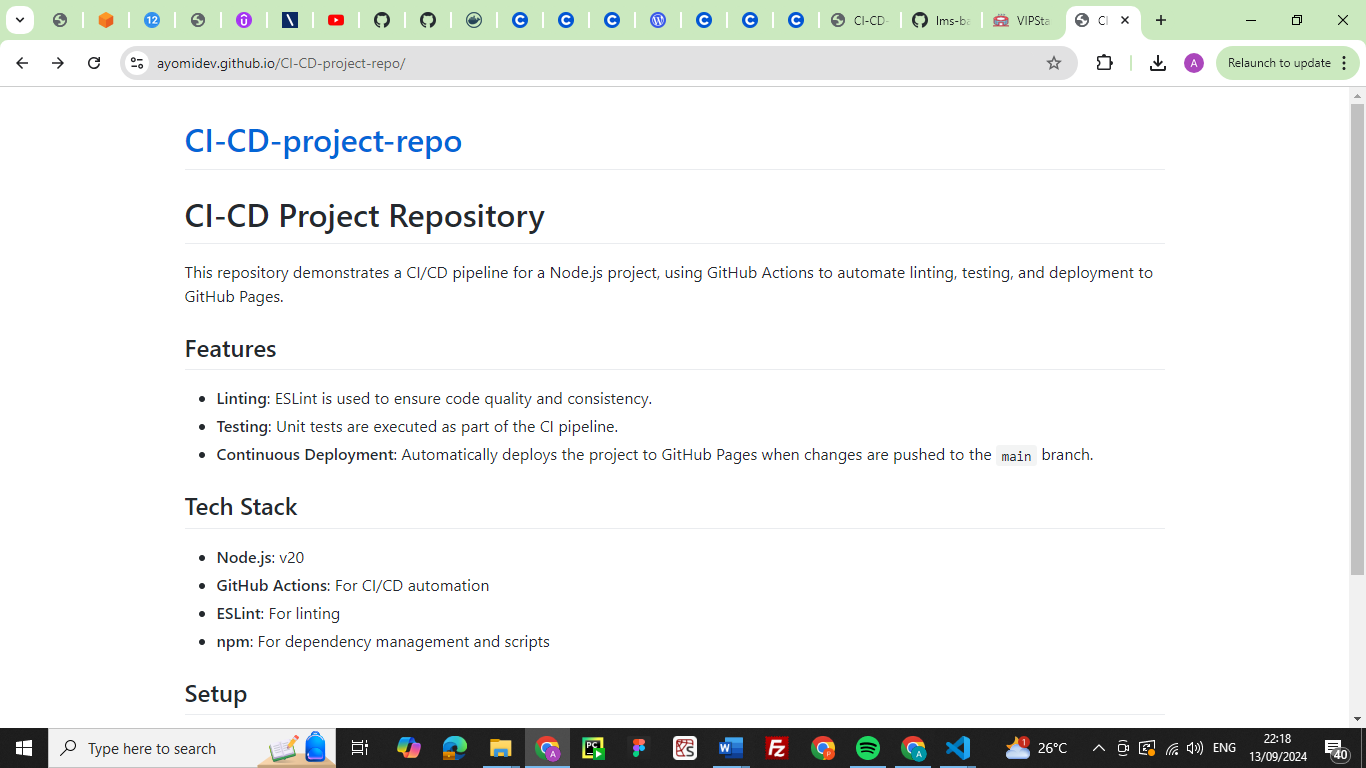 12
CI-CD-
lms-ba
VIPSta
CI
ayomidev.github.io/CI-CD-project-repo/
A
Relaunch to update
CI-CD-project-repo
CI-CD Project Repository
This repository demonstrates a CI/CD pipeline for a Node.js project, using GitHub Actions to automate linting, testing, and deployment to
GitHub Pages.
Features
• Linting: ESLint is used to ensure code quality and consistency.
• Testing: Unit tests are executed as part of the CI pipeline.
• Continuous Deployment: Automatically deploys the project to GitHub Pages when changes are pushed to the main branch.
Tech Stack
• Node.js: v20
• GitHub Actions: For CI/CD automation
• ESLint: For linting
• npm: For dependency management and scripts
Setup
Type here to search
26°C
ENG
22:18
13/09/2024
40